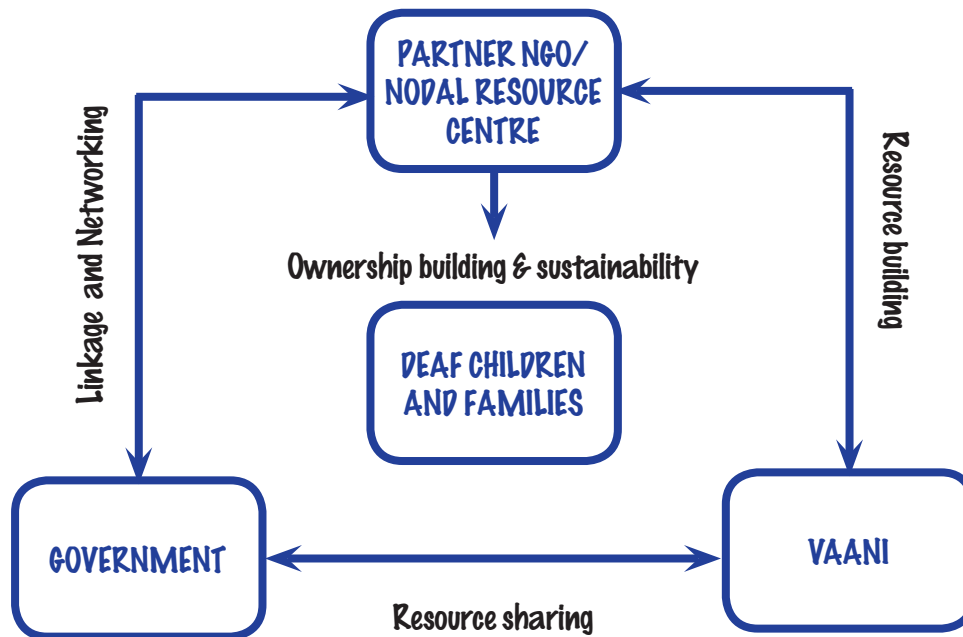 PARTNER NGO/
NODAL RESOURCE
CENTRE
Linkage and Networking
Resource building
Ownership building & sustainability
DEAF CHILDREN
AND FAMILIES
GOVERNMENT
VAANI
Resource sharing